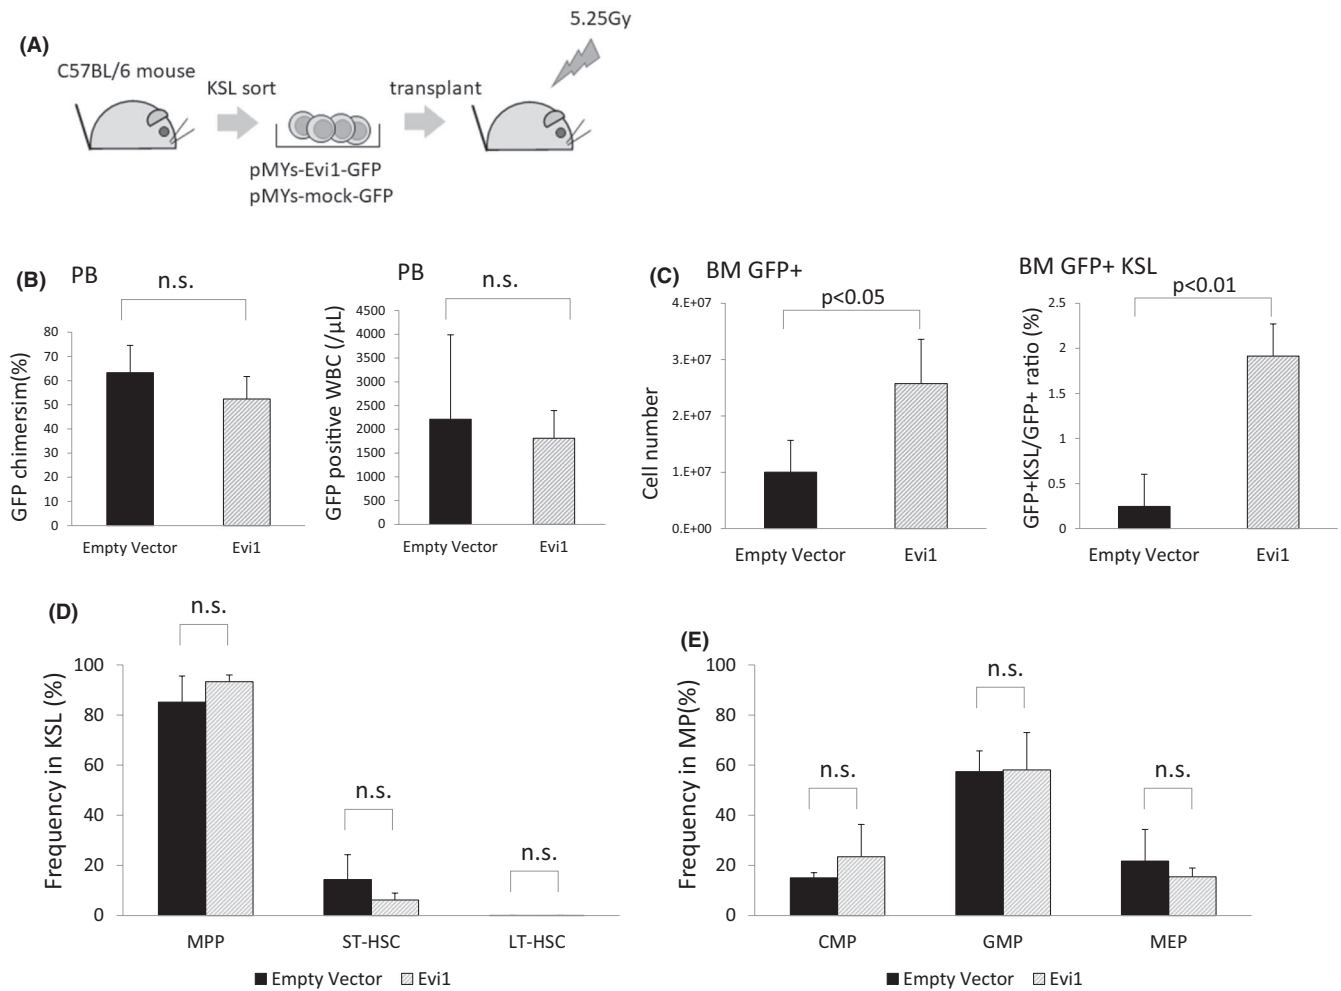 (A)
5.25Gy
C57BL/6 mouse
KSL sort
transplant
pMYs-Evi1-GFP
pMYs-mock-GFP
(B)
PB
n.s.
GFP chimersim(%)
80
70
60
50
40
30
20
10
0
Empty Vector
Evi1
PB
n.s.
GFP positive WBC (/μL)
4500
4000
3500
3000
2500
2000
1500
1000
500
0
Empty Vector
Evi1
(C)
BM GFP+
p<0.05
Cell number
4.E+07
3.E+07
2.E+07
1.E+07
0.E+00
Empty Vector
Evi1
BM GFP+ KSL
p<0.01
GFP+KSL/GFP+ ratio (%)
2.5
2
1.5
1
0.5
0
Empty Vector
Evi1
(D)
n.s.
n.s.
n.s.
Frequency in KSL (%)
100
80
60
40
20
0
MPP
ST-HSC
LT-HSC
Empty Vector
Evi1
(E)
n.s.
n.s.
n.s.
Frequency in MP(%)
100
80
60
40
20
0
CMP
GMP
MEP
Empty Vector
Evi1